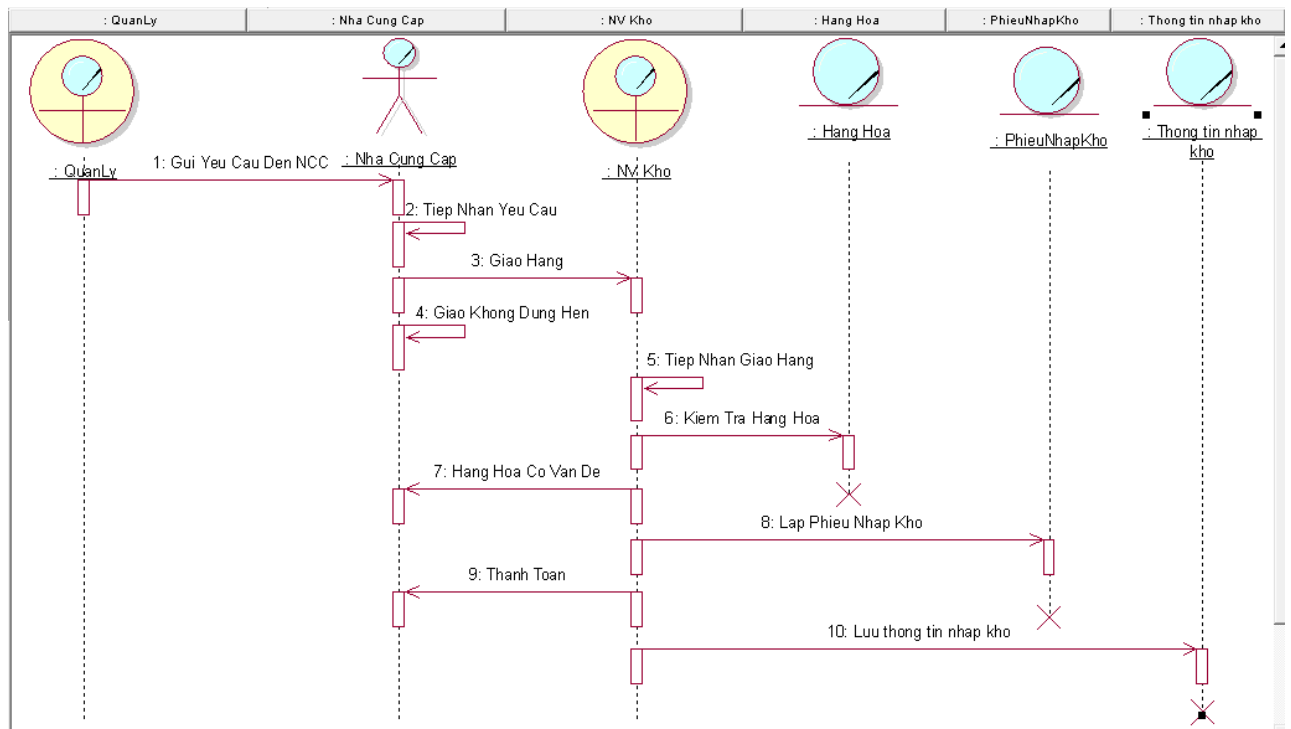 : QuanLy
: Nha Cung Cap
: NV Kho
: Hang Hoa
: PhieuNhapKho
: Thong tin nhap kho
: QuanLy
: Nha Cung Cap
: NV Kho
: Hang Hoa
: PhieuNhapKho
: Thong tin nhap
kho
1: Gui Yeu Cau Den NCC
2: Tiep Nhan Yeu Cau
3: Giao Hang
4: Giao Khong Dung Hen
5: Tiep Nhan Giao Hang
6: Kiem Tra Hang Hoa
7: Hang Hoa Co Van De
8: Lap Phieu Nhap Kho
9: Thanh Toan
10: Luu thong tin nhap kho